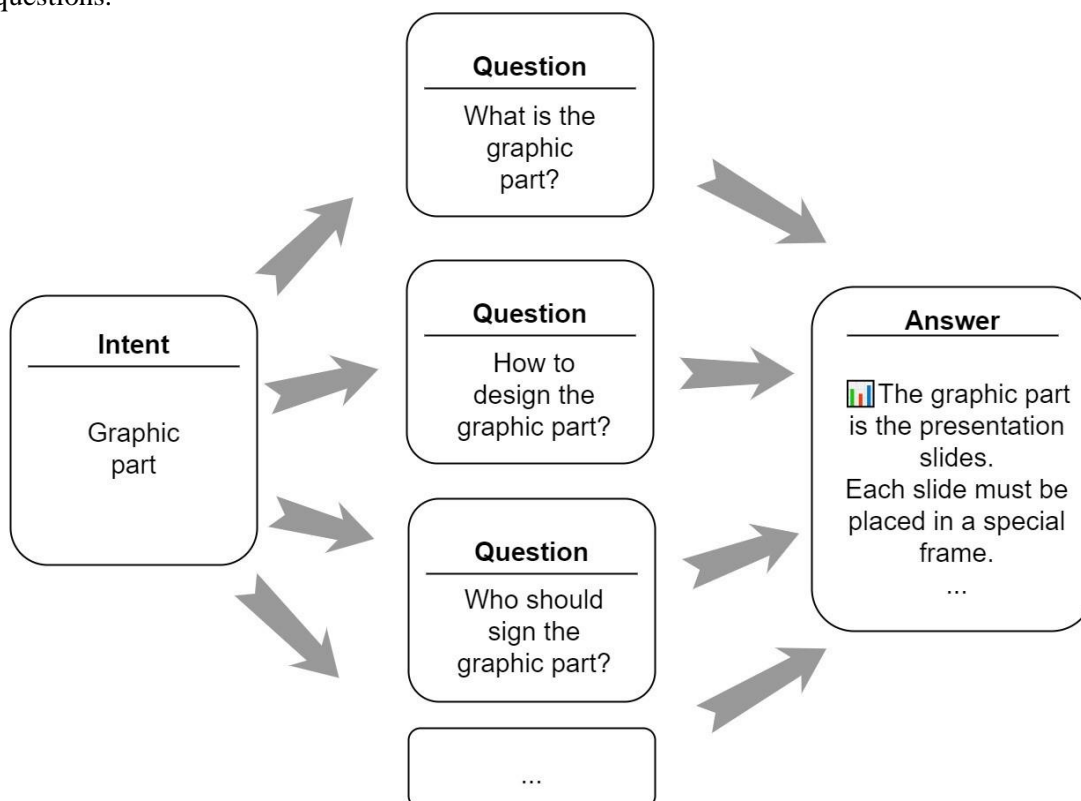 questions.
Question
What is the
graphic
part?
Intent
Graphic
part
Question
How to
design the
graphic part?
Question
Who should
sign the
graphic part?
...
Answer
📊 The graphic part
is the presentation
slides.
Each slide must be
placed in a special
frame.
...